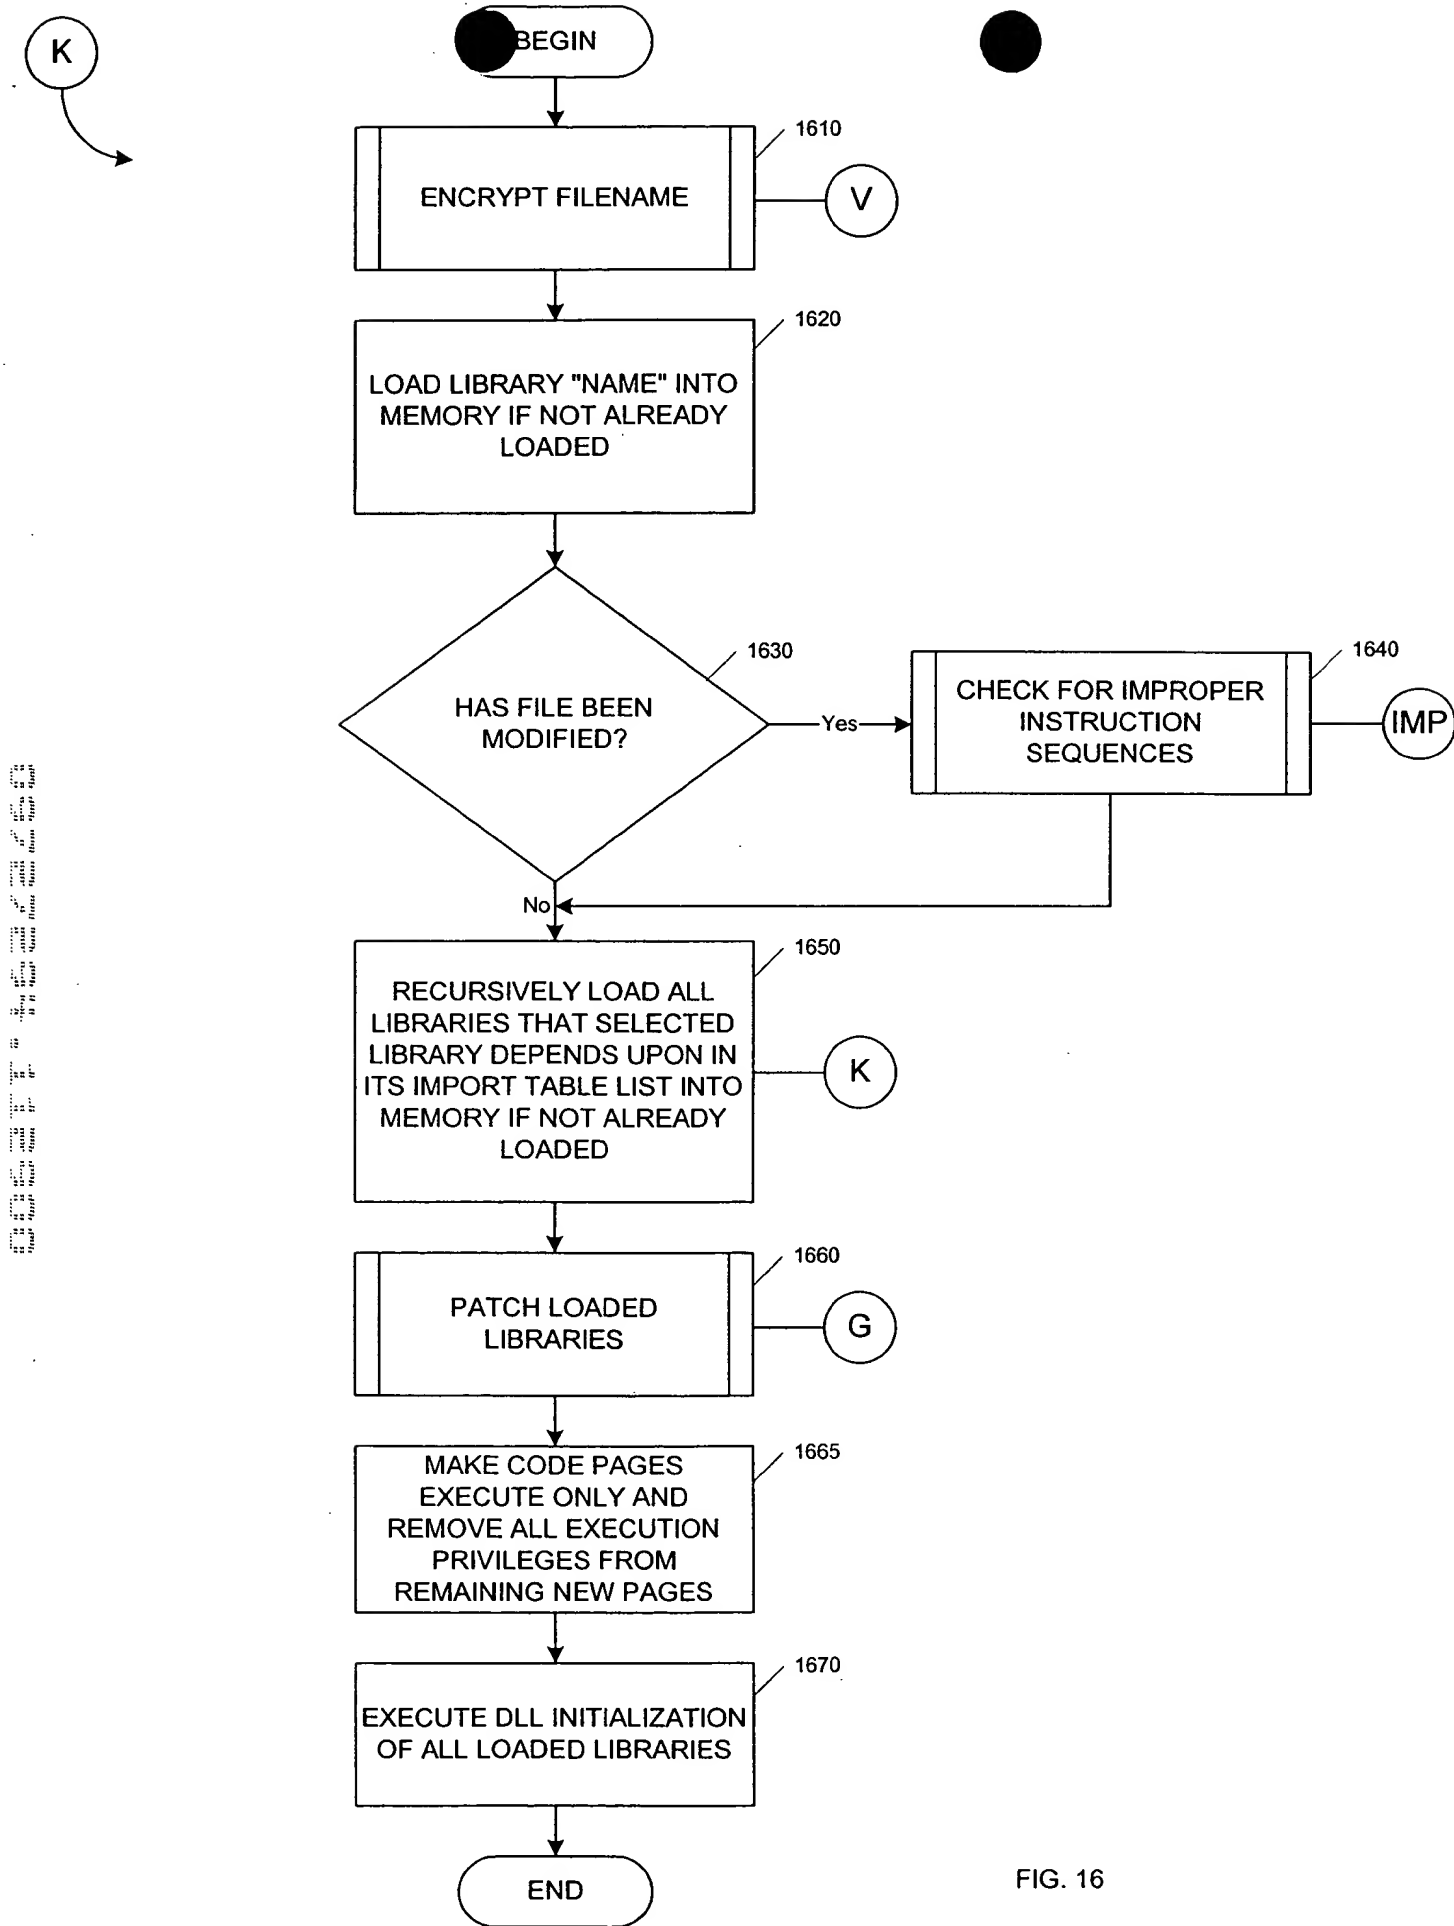 K
BEGIN
1610
ENCRYPT FILENAME
V
1620
LOAD LIBRARY "NAME" INTO
MEMORY IF NOT ALREADY
LOADED
1630
HAS FILE BEEN
MODIFIED?
Yes
1640
CHECK FOR IMPROPER
INSTRUCTION
SEQUENCES
IMP
No
1650
RECURSIVELY LOAD ALL
LIBRARIES THAT SELECTED
LIBRARY DEPENDS UPON IN
ITS IMPORT TABLE LIST INTO
MEMORY IF NOT ALREADY
LOADED
K
1660
PATCH LOADED
LIBRARIES
G
1665
MAKE CODE PAGES
EXECUTE ONLY AND
REMOVE ALL EXECUTION
PRIVILEGES FROM
REMAINING NEW PAGES
1670
EXECUTE DLL INITIALIZATION
OF ALL LOADED LIBRARIES
END
FIG. 16